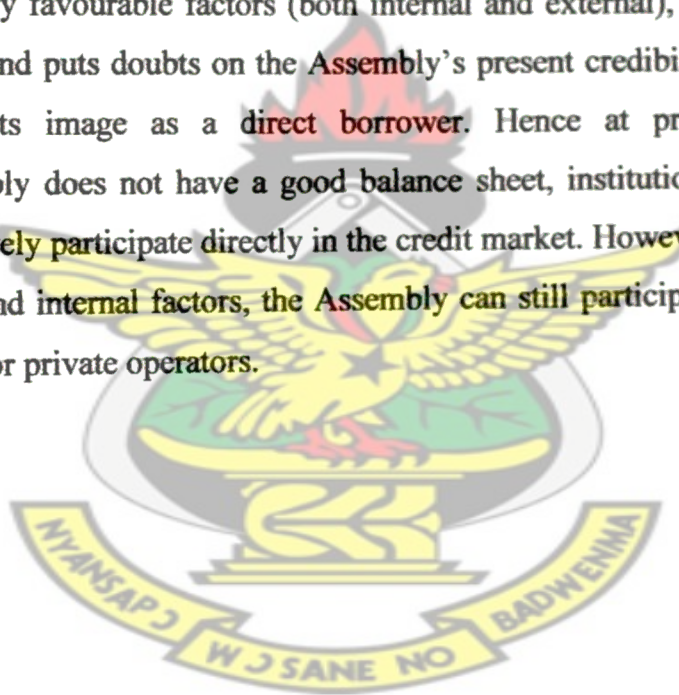 y favourable factors (both internal and external),
nd puts doubts on the Assembly's present credibi
ts image as a direct borrower. Hence at pr
ly does not have a good balance sheet, institutio
ely participate directly in the credit market. Howev
nd internal factors, the Assembly can still particip
or private operators.
NYANSAPƆ
WƆSANE NO
BADWENMA